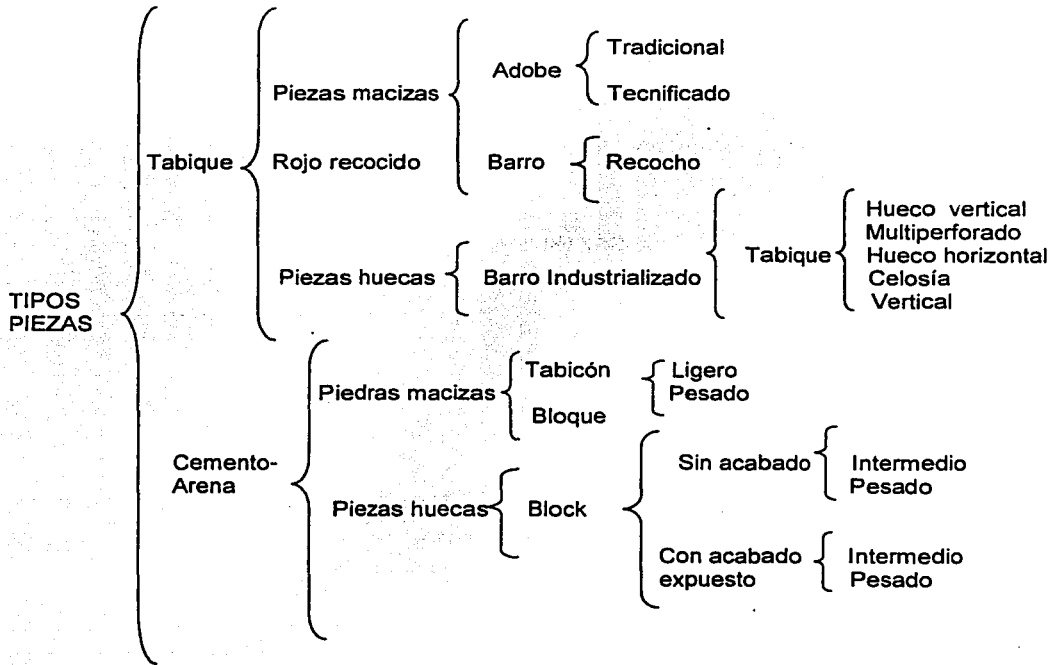 TIPOS
PIEZAS
Tabique
Piezas macizas
Adobe
Tradicional
Tecnificado
Rojo recocido
Barro
Recocho
Piezas huecas
Barro Industrializado
Tabique
Hueco vertical
Multiperforado
Hueco horizontal
Celosía
Vertical
Cemento-
Arena
Piedras macizas
Tabicón
Ligero
Pesado
Bloque
Piezas huecas
Block
Sin acabado
Intermedio
Pesado
Con acabado
expuesto
Intermedio
Pesado